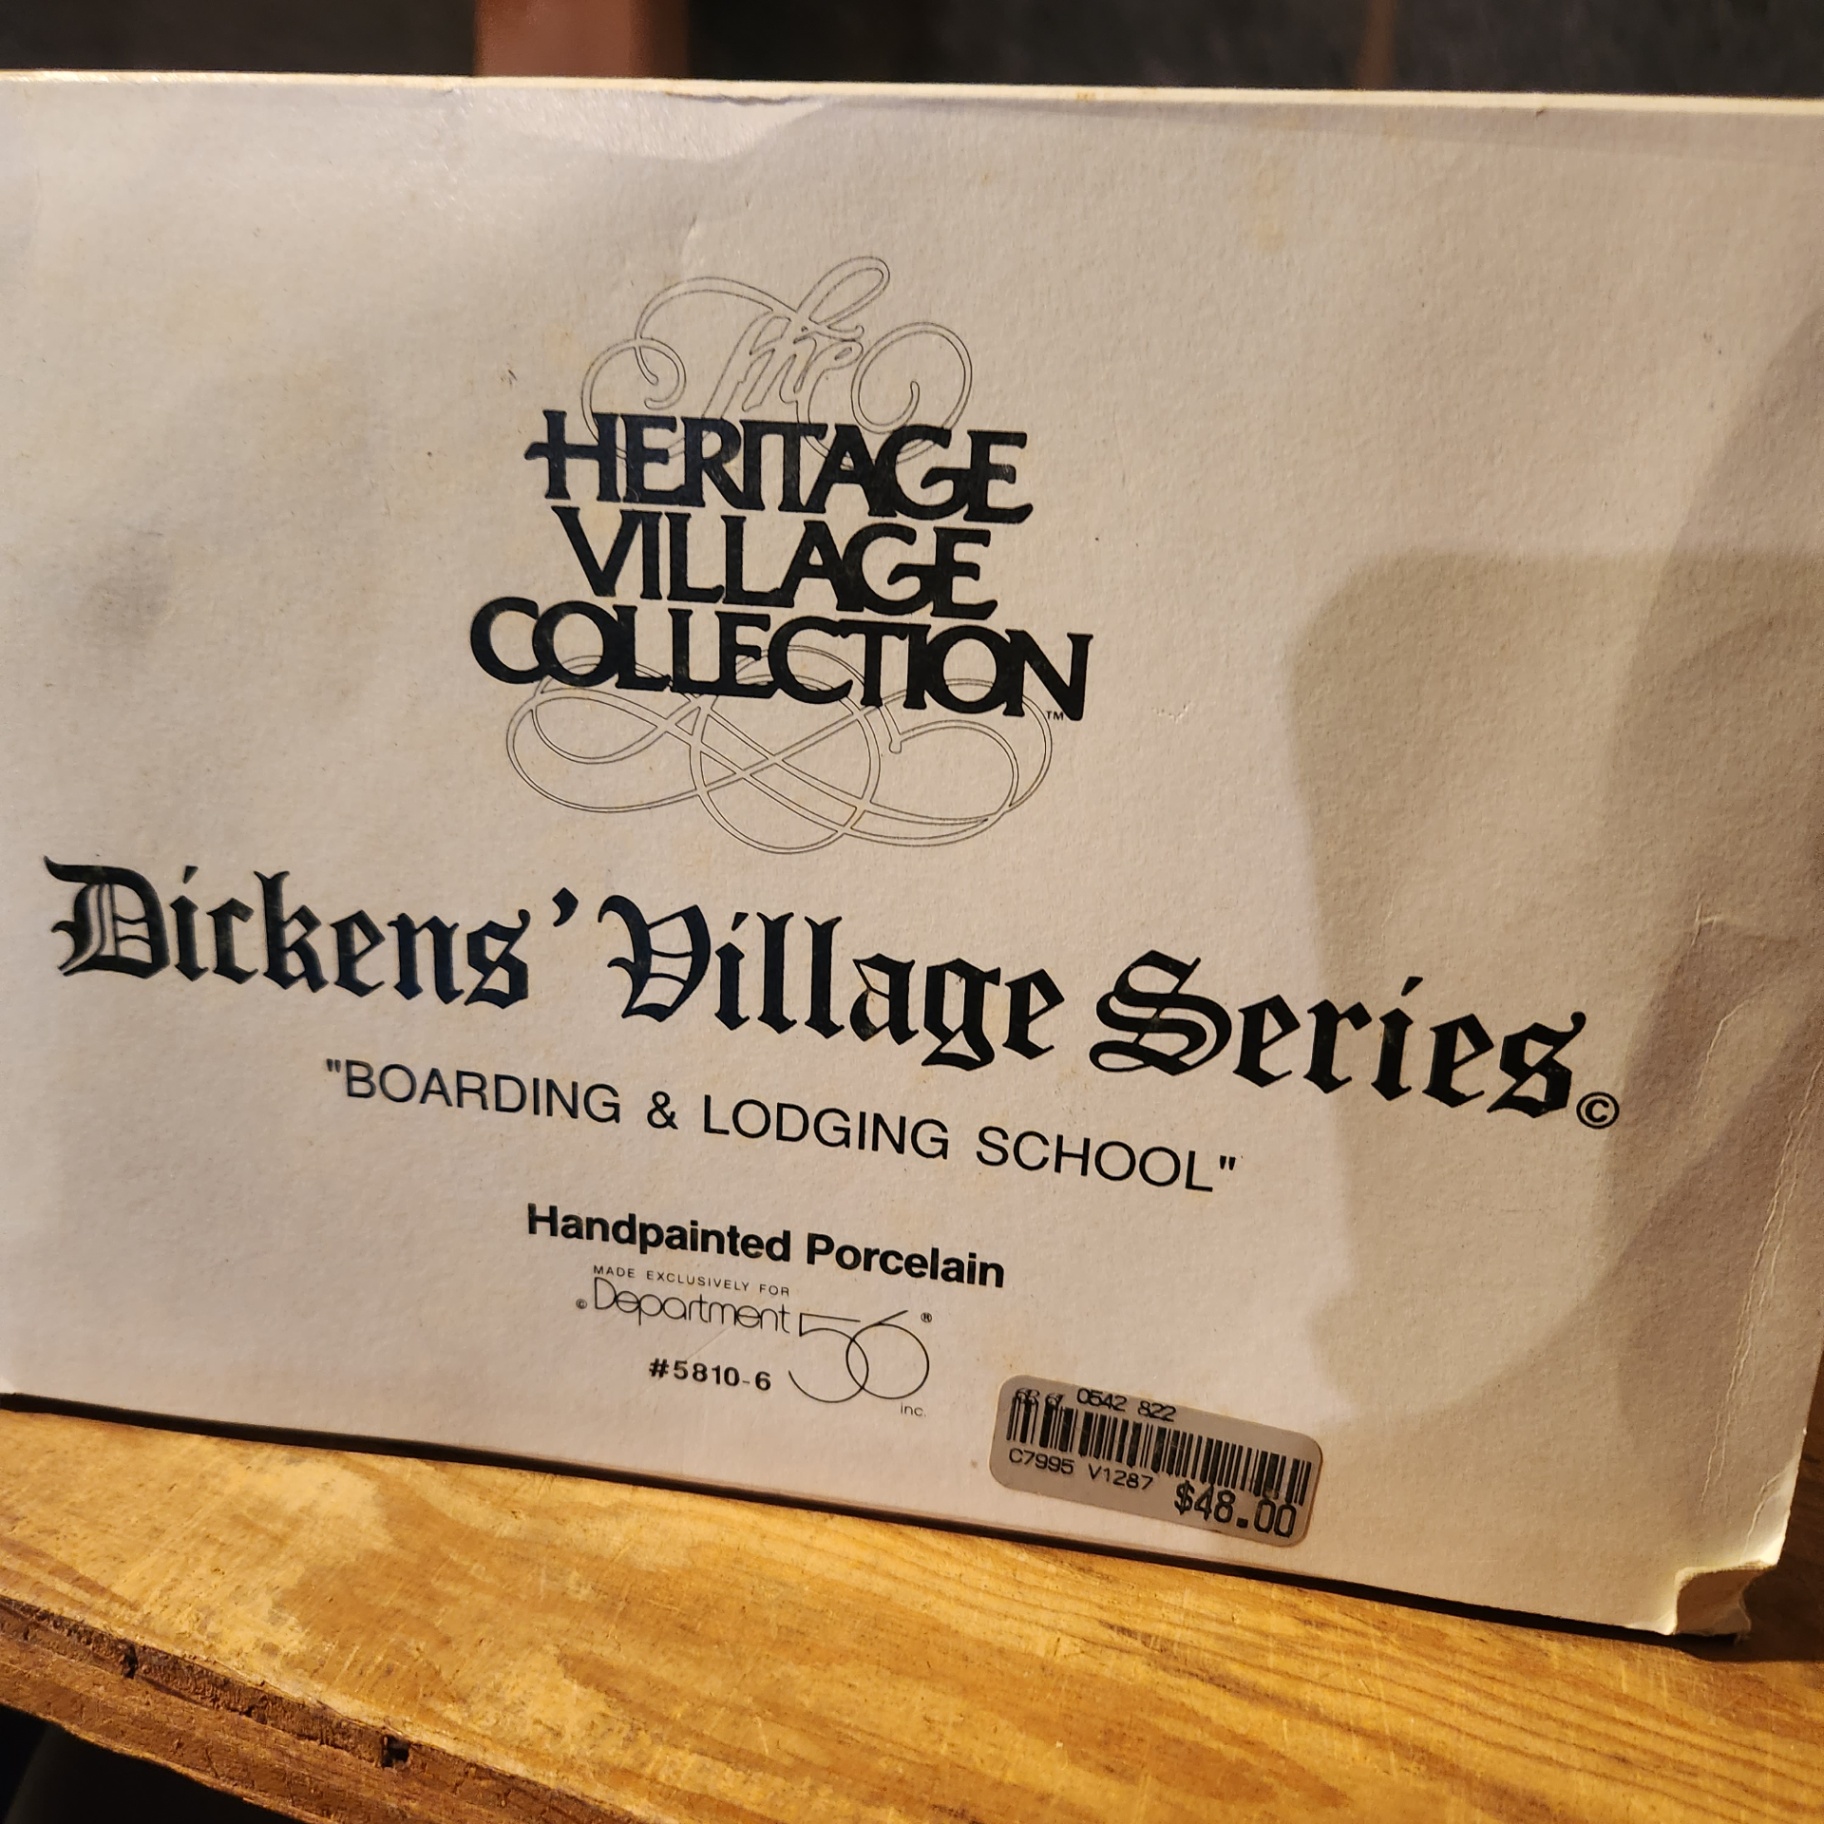 The
HERITAGE
VILLAGE
COLLECTION™
Dickens' Village Series©
"BOARDING & LODGING SCHOOL"
Handpainted Porcelain
MADE EXCLUSIVELY FOR
© Department 56®
inc.
#5810-6
0542 822
C7995 V1287
$48.00